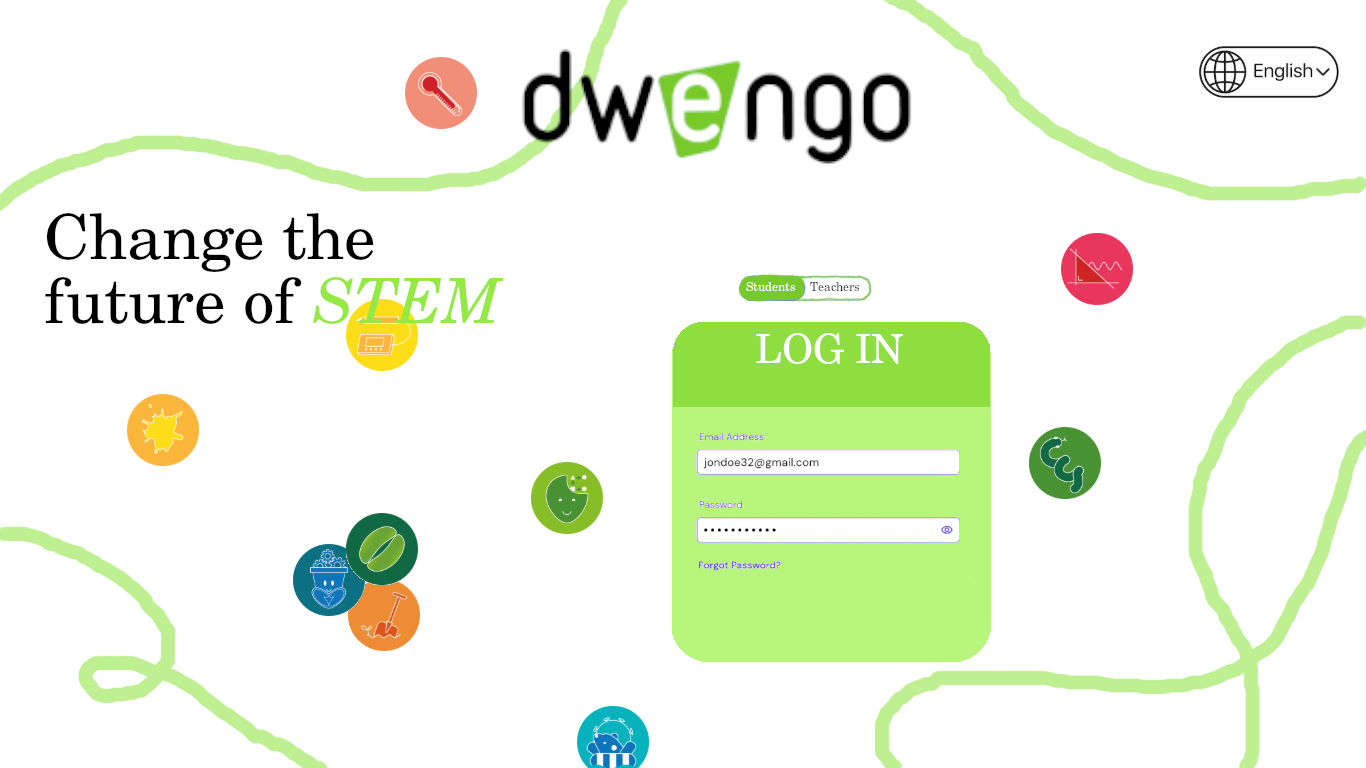 dwengo
English
Change the
future of STEM
Students Teachers
LOG IN
Email Address
jondoe32@gmail.com
Password
•••••••••••
Forgot Password?